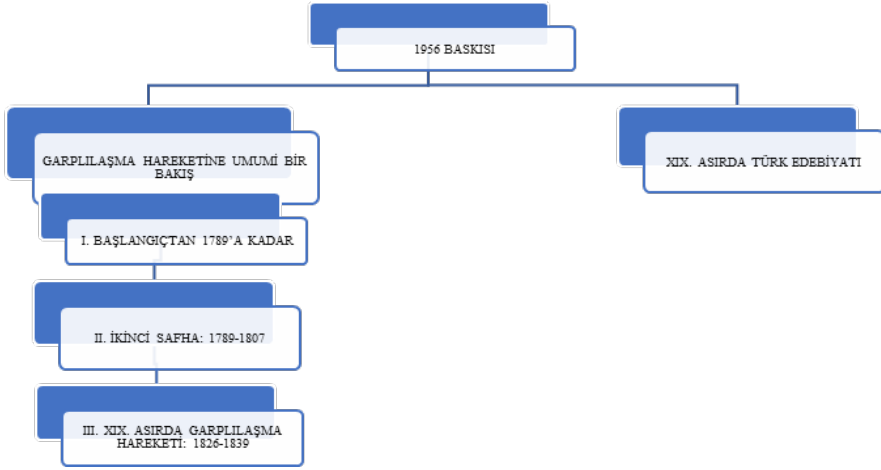 1956 BASKISI
GARPLILAŞMA HAREKETİNE UMUMİ BİR
BAKIŞ
XIX. ASIRDA TÜRK EDEBİYATI
I. BAŞLANGIÇTAN 1789’A KADAR
II. İKİNCİ SAFHA: 1789-1807
III. XIX. ASIRDA GARPLILAŞMA
HAREKETİ: 1826-1839